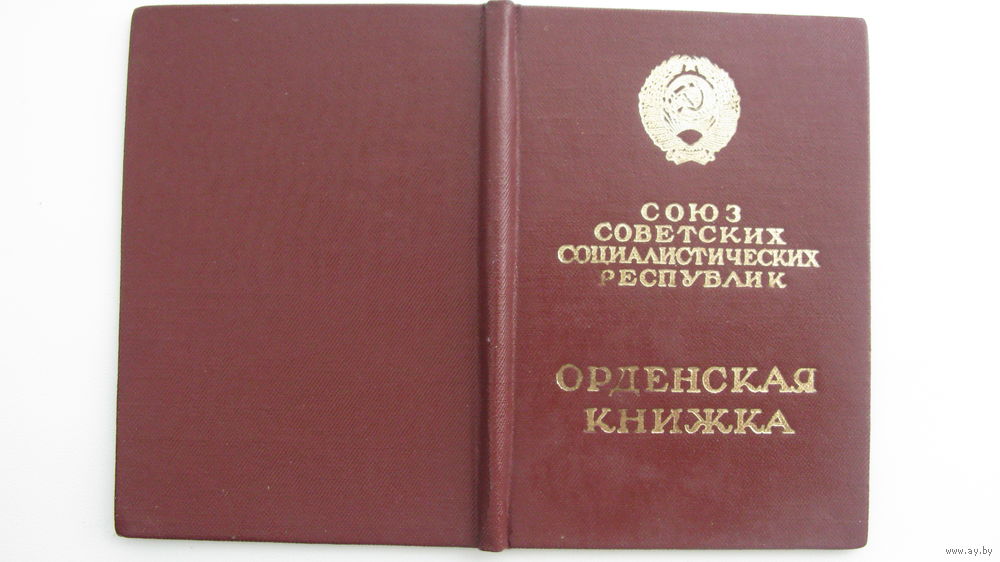 СОЮЗ
СОВЕТСКИХ
СОЦИАЛИСТИЧЕСКИХ
РЕСПУБЛИК
ОРДЕНСКАЯ
КНИЖКА
www.ay.by